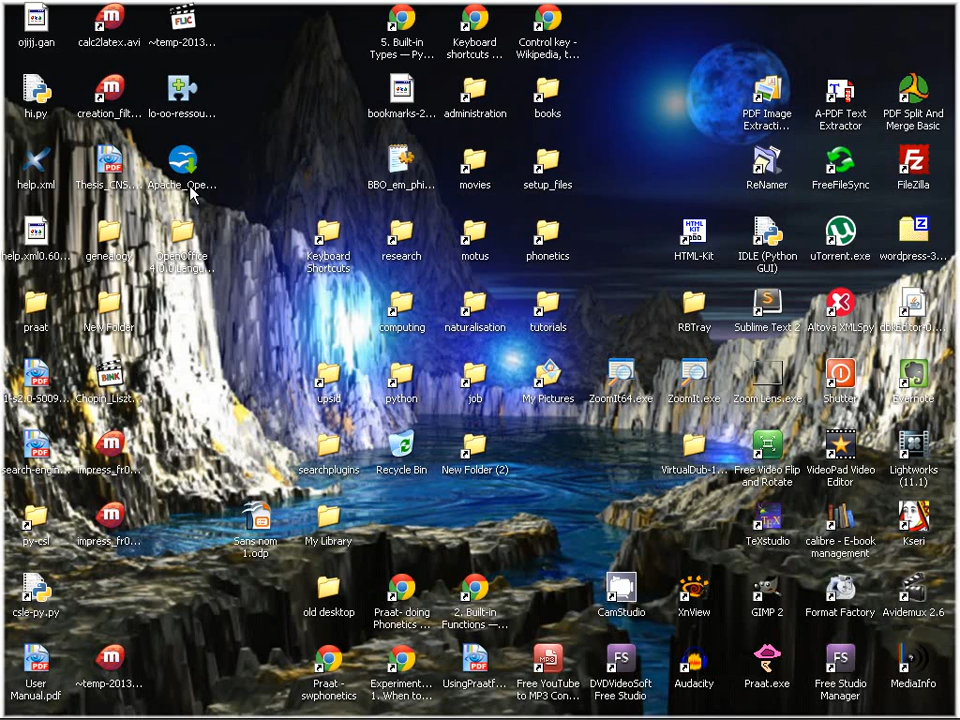 ojijj.gan
calc2latex.avi
~temp-2013...
5. Built-in
Types — Py...
Keyboard
shortcuts ...
Control key -
Wikipedia, t...
hi.py
creation_filt...
lo-oo-ressou...
bookmarks-2...
administration
books
PDF Image
Extracti...
A-PDF Text
Extractor
PDF Split And
Merge Basic
help.xml
Thesis_CNS...
Apache_Ope...
BBO_em_phi...
movies
setup_files
ReNamer
FreeFileSync
FileZilla
help.xml0.60...
genealogy
OpenOffice
4.0.0 Langu...
Keyboard
Shortcuts
research
motus
phonetics
HTML-Kit
IDLE (Python
GUI)
uTorrent.exe
wordpress-3...
praat
New Folder
computing
naturalisation
tutorials
RBTray
Sublime Text 2
Altova XMLSpy
dbkEditor-0....
1-s2.0-S009...
Chopin_Liszt...
upsid
python
job
My Pictures
ZoomIt64.exe
ZoomIt.exe
Zoom Lens.exe
Shutter
Evernote
search-engin...
impress_fr0...
searchplugins
Recycle Bin
New Folder (2)
VirtualDub-1...
Free Video Flip
and Rotate
VideoPad Video
Editor
Lightworks
(11.1)
py-csl
impress_fr0...
Sans nom
1.odp
My Library
TeXstudio
calibre - E-book
management
Kseri
csle-py.py
old desktop
Praat- doing
Phonetics ...
2. Built-in
Functions —...
CamStudio
XnView
GIMP 2
Format Factory
Avidemux 2.6
User
Manual.pdf
~temp-2013...
Praat -
swphonetics
Experiment...
1. When to...
UsingPraatf...
Free YouTube
to MP3 Con...
DVDVideoSoft
Free Studio
Audacity
Praat.exe
Free Studio
Manager
MediaInfo